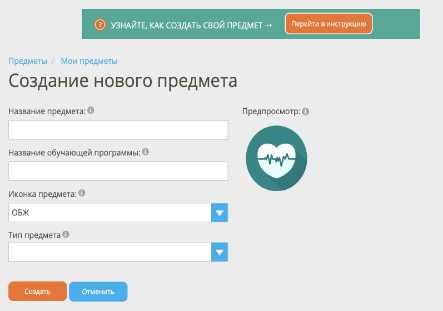 ? УЗНАЙТЕ, КАК СОЗДАТЬ СВОЙ ПРЕДМЕТ → Перейти в инструкцию
Предметы / Мои предметы
Создание нового предмета
Название предмета: i
Предпросмотр: i
Название обучающей программы: i
Иконка предмета: i
ОБЖ
Тип предмета i
Создать Отменить